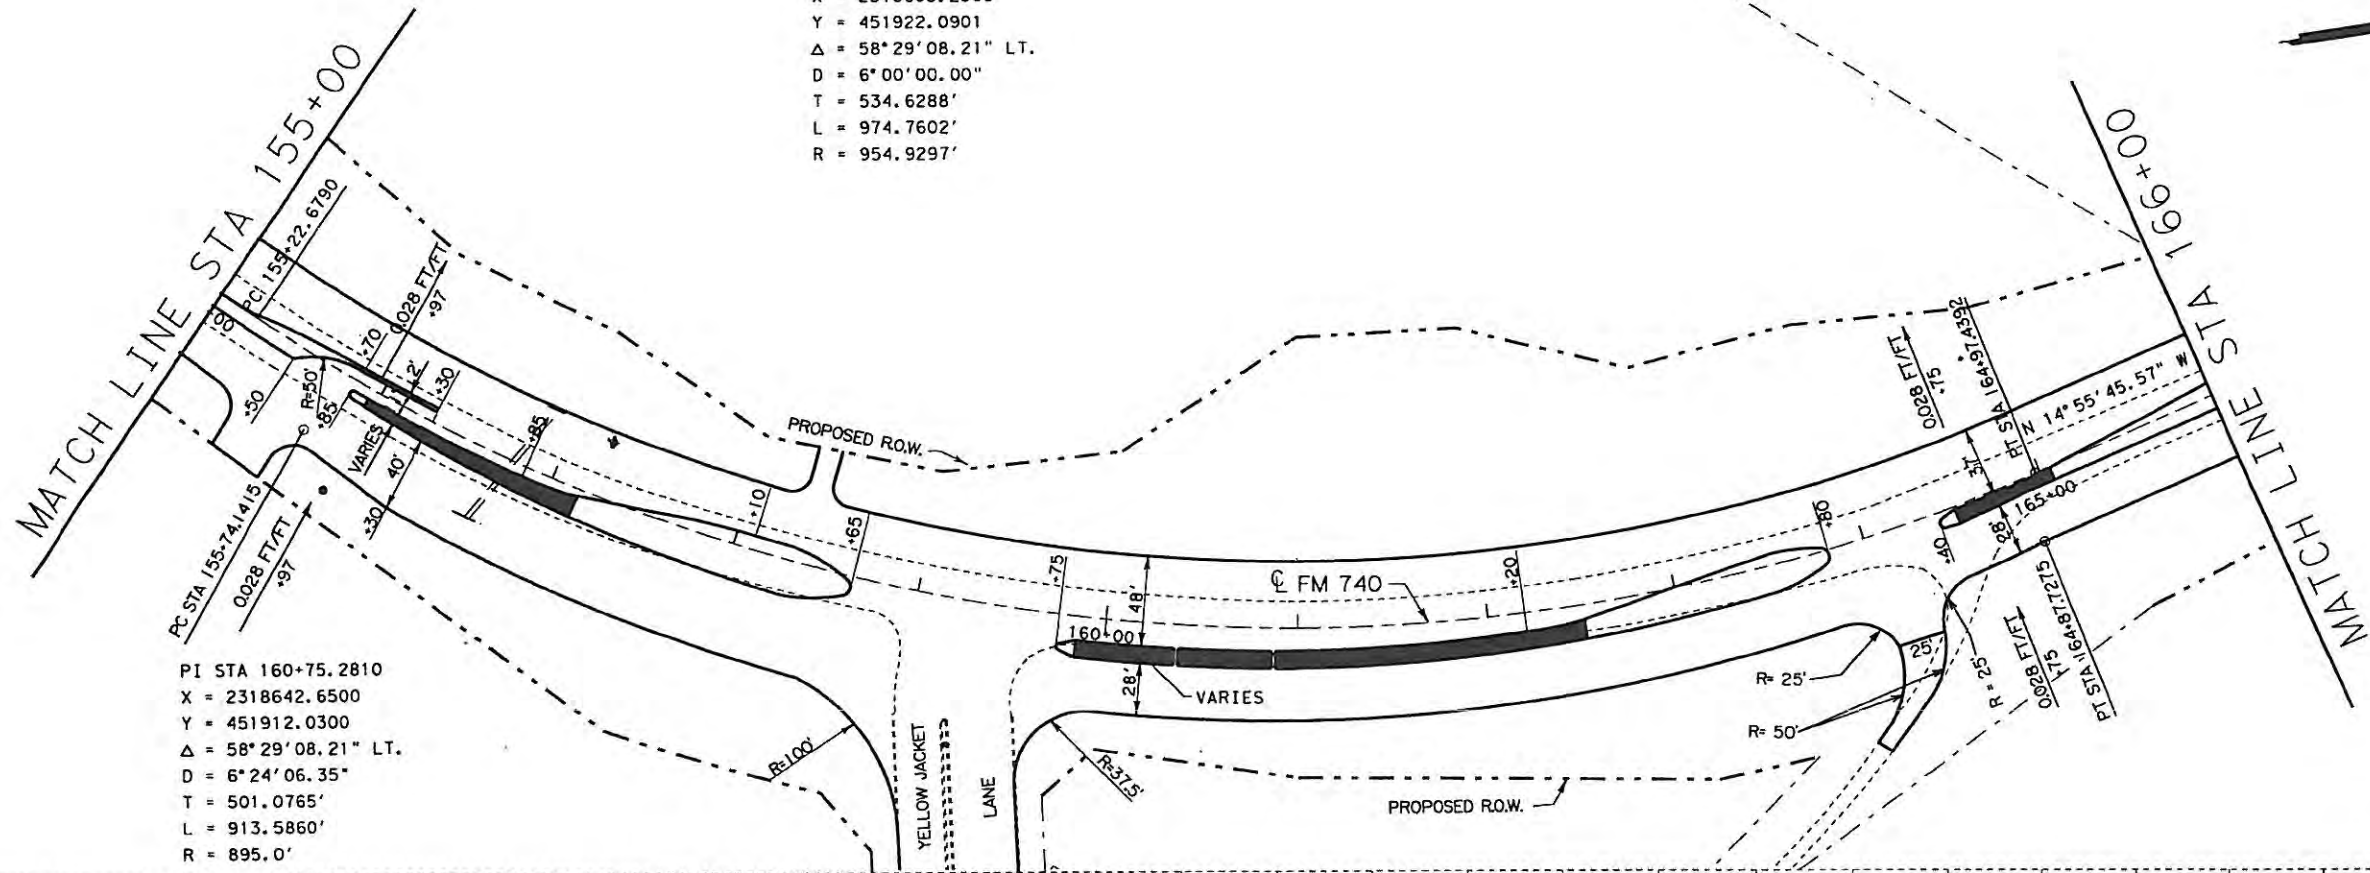 Y = 451922.0901
Δ = 58°29'08.21" LT.
D = 6°00'00.00"
T = 534.6288'
L = 974.7602'
R = 954.9297'
MATCH LINE STA 155+00
PC 155+22.6790
0.028 FT/FT
+97
+70
2'
+30
00
+50
R=50'
+85
VARIES
40'
+30
+85
PC STA 155+74.1415
0.028 FT/FT
+97
+10
+65
PROPOSED R.O.W.
PI STA 160+75.2810
X = 2318642.6500
Y = 451912.0300
Δ = 58°29'08.21" LT.
D = 6°24'06.35"
T = 501.0765'
L = 913.5860'
R = 895.0'
R=100'
YELLOW JACKET
LANE
R=37.5'
+75
48'
160+00
28'
VARIES
℄ FM 740
+20
+80
PROPOSED R.O.W.
R= 25'
R= 50'
25'
R= 25'
0.028 FT/FT
+75
PT STA 164+87.7275
+40
28'
165+00
37'
0.028 FT/FT
+75
PT STA 164+97.4392
N 14°55'45.57" W
MATCH LINE STA 166+00
MATCH LINE